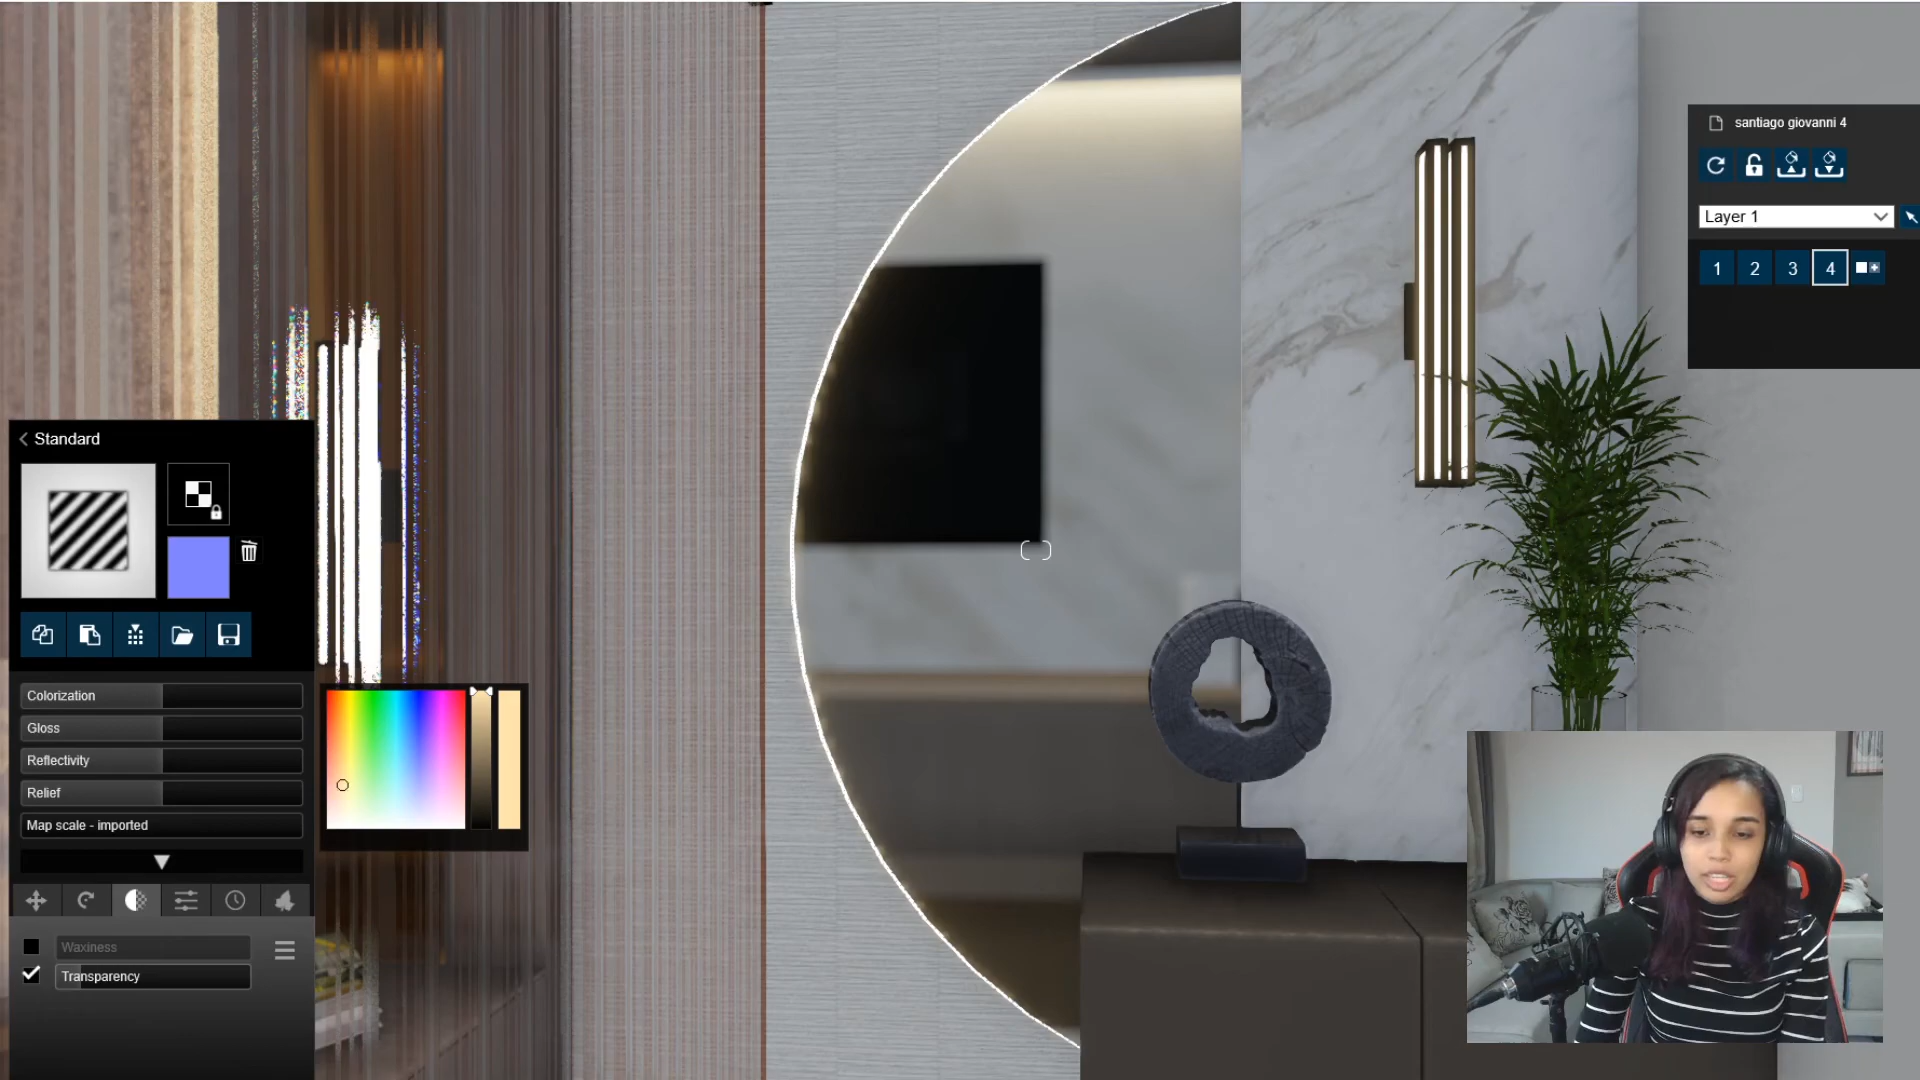 santiago giovanni 4
Layer 1
1 2 3 4
Standard
Colorization
Gloss
Reflectivity
Relief
Map scale - imported
Waxiness
Transparency